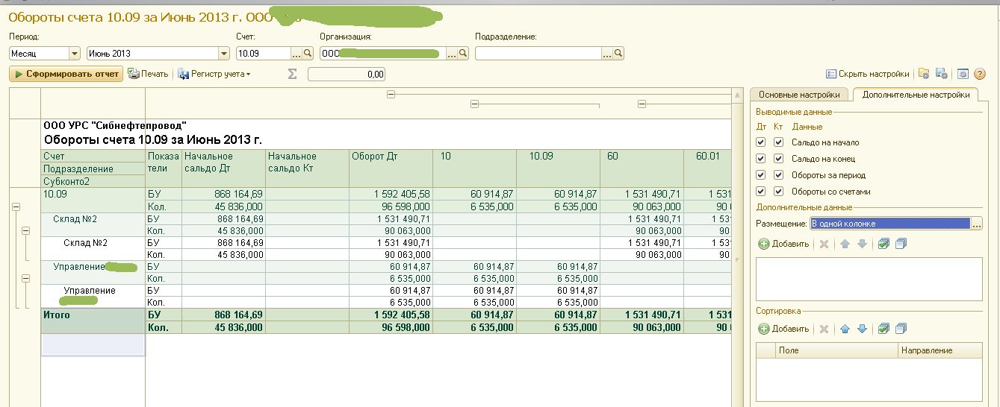 Обороты счета 10.09 за Июнь 2013 г. ООО
Период: Счет: Организация: Подразделение:
Месяц Июнь 2013 10.09 ... ООО ... ...
Сформировать отчет Печать Регистр учета Σ 0,00 Скрыть настройки ?
Основные настройки Дополнительные настройки
ООО УРС "Сибнефтепровод"
Обороты счета 10.09 за Июнь 2013 г.
Счет Показа тели Начальное сальдо Дт Начальное сальдо Кт Оборот Дт 10 10.09 60 60.01
Подразделение
Субконто2
10.09 БУ 868 164,69 1 592 405,58 60 914,87 60 914,87 1 531 490,71 1 531
Кол. 45 836,000 96 598,000 6 535,000 6 535,000 90 063,000 90
Склад №2 БУ 868 164,69 1 531 490,71 1 531 490,71 1 53
Кол. 45 836,000 90 063,000 90 063,000 90
Склад №2 БУ 868 164,69 1 531 490,71 1 531 490,71 1 53
Кол. 45 836,000 90 063,000 90 063,000 90
Управление БУ 60 914,87 60 914,87 60 914,87
Кол. 6 535,000 6 535,000 6 535,000
Управление БУ 60 914,87 60 914,87 60 914,87
Кол. 6 535,000 6 535,000 6 535,000
Итого БУ 868 164,69 1 592 405,58 60 914,87 60 914,87 1 531 490,71 1 531
Кол. 45 836,000 96 598,000 6 535,000 6 535,000 90 063,000 90
Выводимые данные
Дт Кт Данные
Сальдо на начало
Сальдо на конец
Обороты за период
Обороты со счетами
Дополнительные данные
Размещение: В одной колонке ...
Добавить
Сортировка
Добавить
Поле Направление